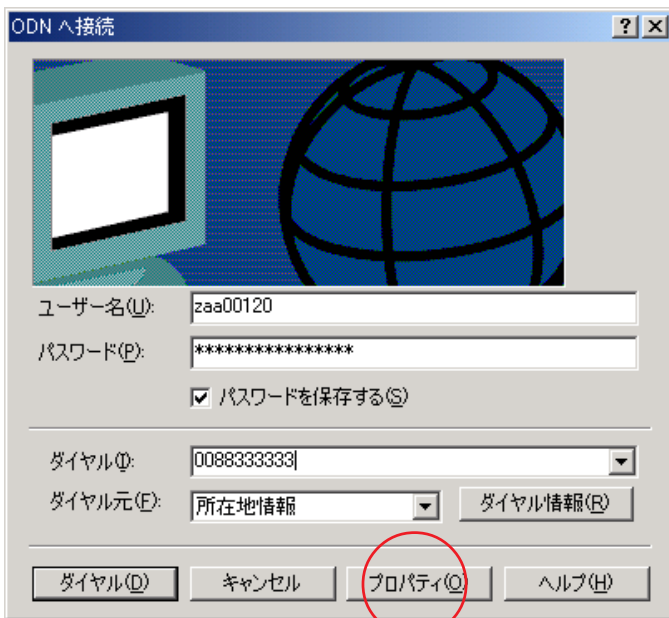 ODN へ接続
ユーザー名(U): zaa00120
パスワード(P): ****************
パスワードを保存する(S)
ダイヤル(I): 0088333333
ダイヤル元(F): 所在地情報 ダイヤル情報(R)
ダイヤル(D) キャンセル プロパティ(O) ヘルプ(H)